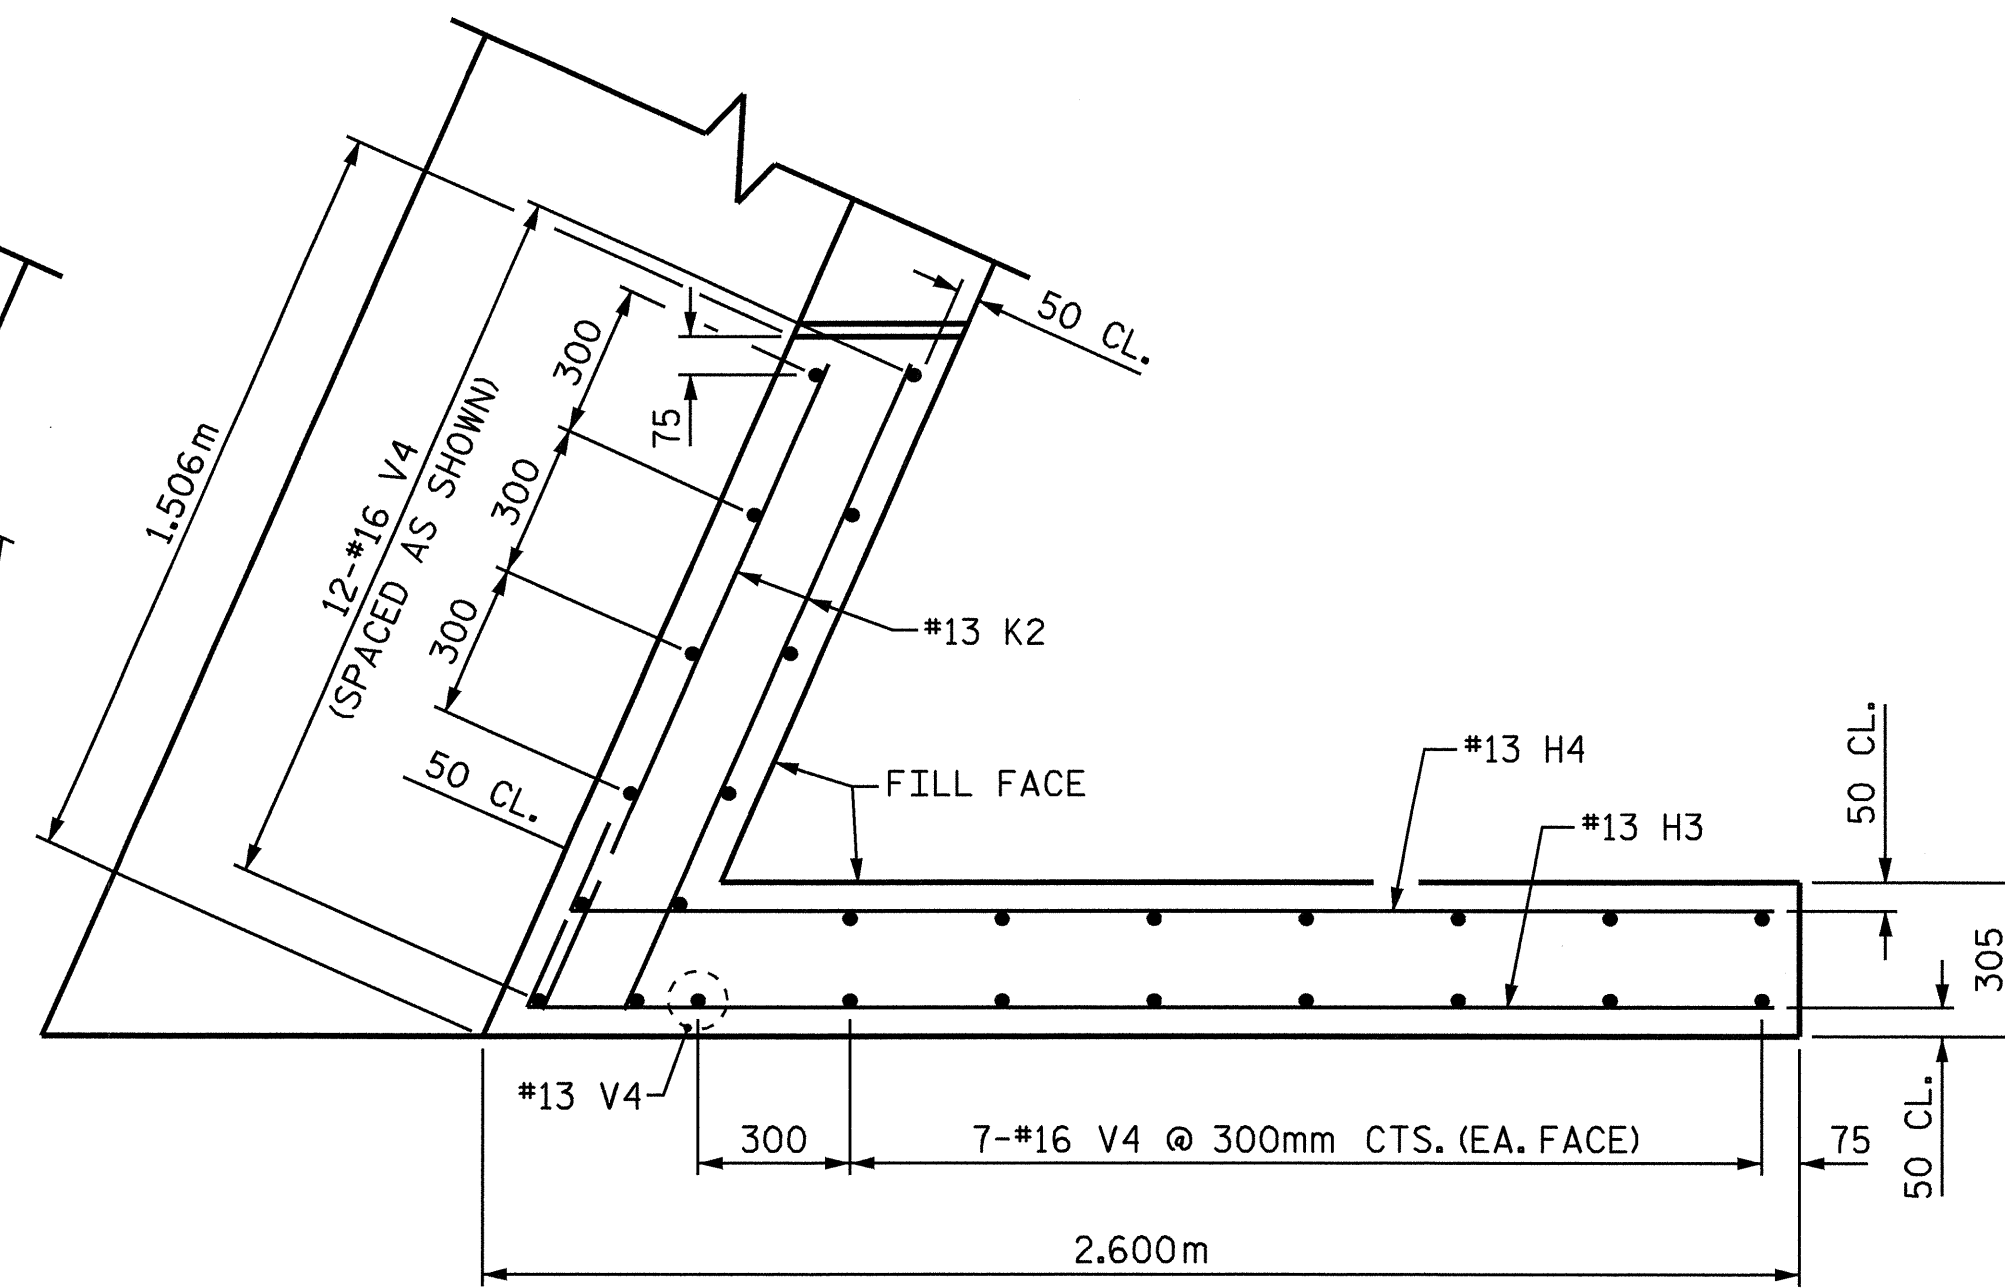 50 CL.
300
75
1.506m
12-#16 V4
(SPACED AS SHOWN)
300
300
#13 K2
50 CL.
FILL FACE
#13 H4
#13 H3
50 CL.
305
#13 V4
300
7-#16 V4 @ 300mm CTS. (EA. FACE)
75
50 CL.
2.600m